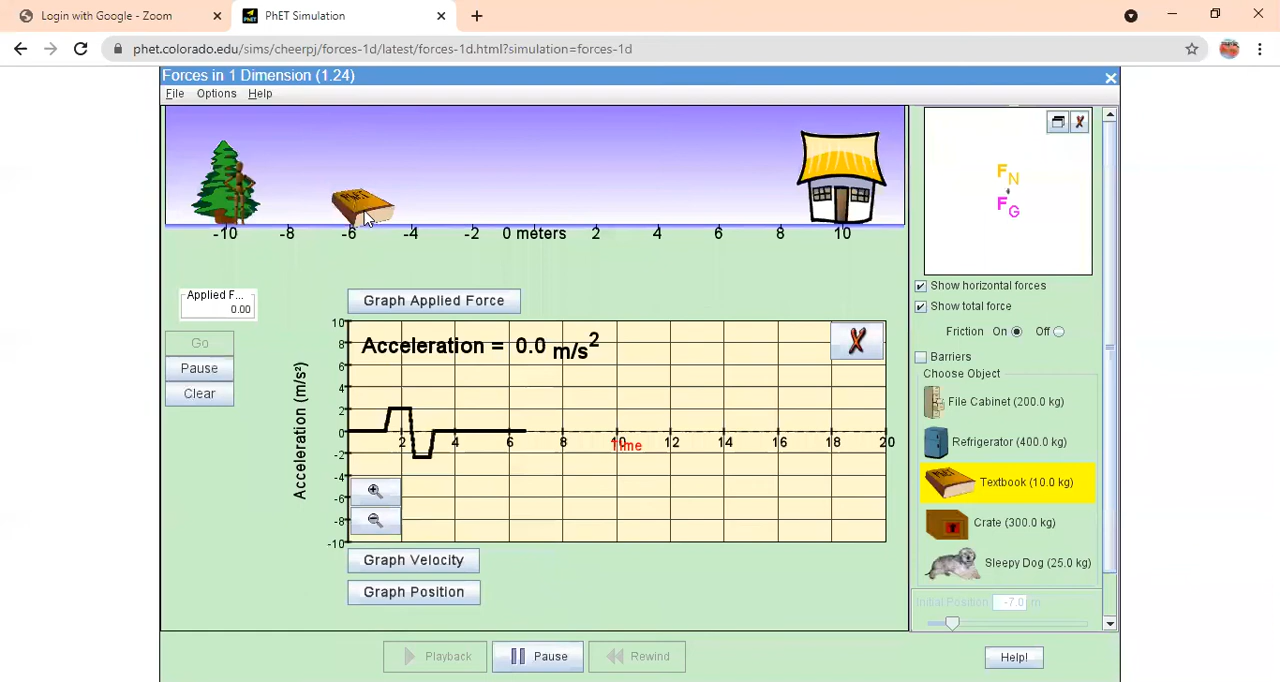 Login with Google - Zoom
PhET Simulation
phet.colorado.edu/sims/cheerpj/forces-1d/latest/forces-1d.html?simulation=forces-1d
Forces in 1 Dimension (1.24)
File Options Help
PhET
-10 -8 -6 -4 -2 0 meters 2 4 6 8 10
FN
FG
Show horizontal forces
Show total force
Friction On Off
Barriers
Choose Object
File Cabinet (200.0 kg)
Refrigerator (400.0 kg)
Textbook (10.0 kg)
Crate (300.0 kg)
Sleepy Dog (25.0 kg)
Initial Position -7.0 m
Applied F...
0.00
Go
Pause
Clear
Graph Applied Force
Acceleration = 0.0 m/s²
X
Acceleration (m/s²)
10
8
6
4
2
0
-2
-4
-6
-8
-10
2 4 6 8 10 12 14 16 18 20
Time
Graph Velocity
Graph Position
Playback Pause Rewind
Help!